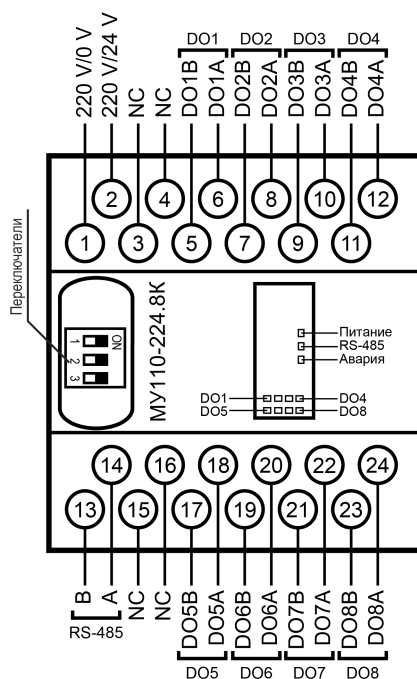 DO1 DO2 DO3 DO4
220 V/0 V
220 V/24 V
NC
NC
DO1B
DO1A
DO2B
DO2A
DO3B
DO3A
DO4B
DO4A
2 4 6 8 10 12
1 3 5 7 9 11
Переключатели
ON
1
2
3
МУ110-224.8К
Питание
RS-485
Авария
DO1 DO4
DO5 DO8
14 16 18 20 22 24
13 15 17 19 21 23
B
A
NC
NC
DO5B
DO5A
DO6B
DO6A
DO7B
DO7A
DO8B
DO8A
RS-485
DO5 DO6 DO7 DO8